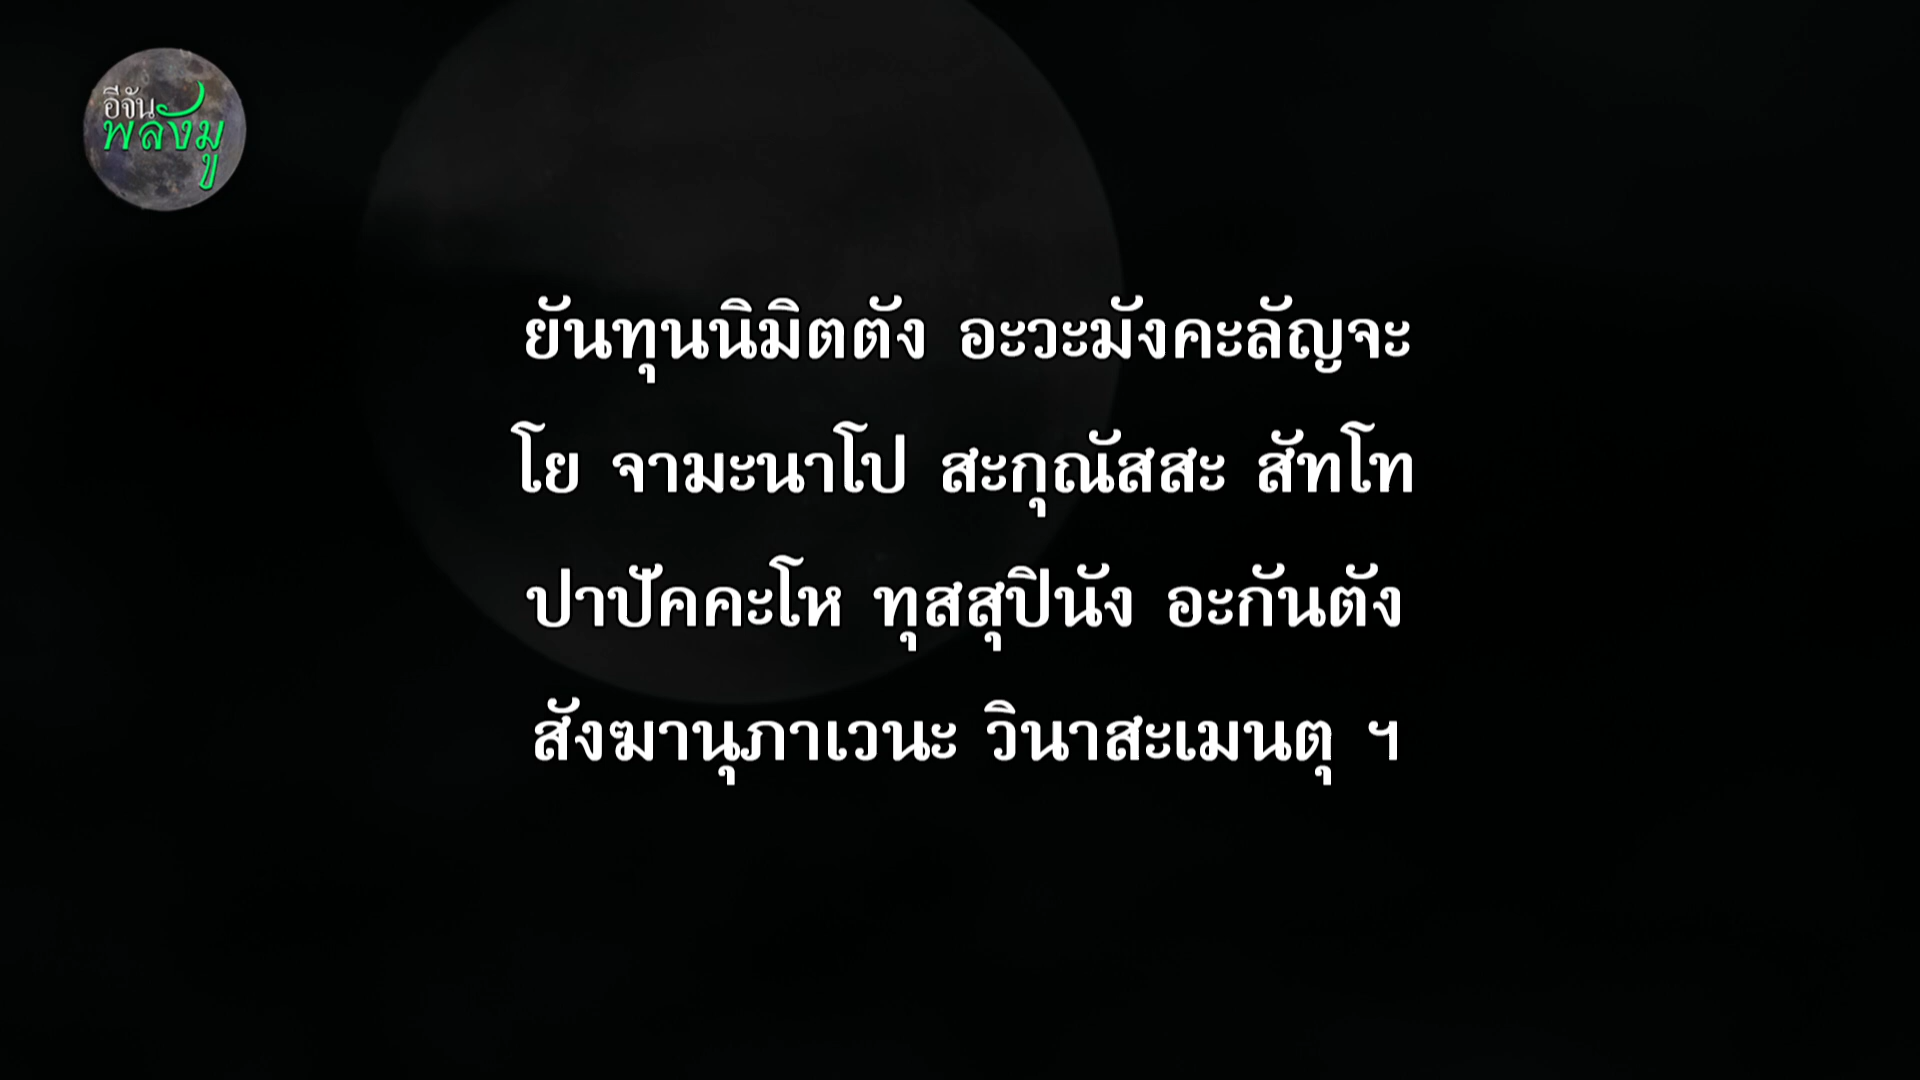 อีจัน
พลังมู
ยันทุนนิมิตตัง อะวะมังคะลัญจะ
โย จามะนาโป สะกุณัสสะ สัทโท
ปาปัคคะโห ทุสสุปินัง อะกันตัง
สังฆานุภาเวนะ วินาสะเมนตุ ฯ